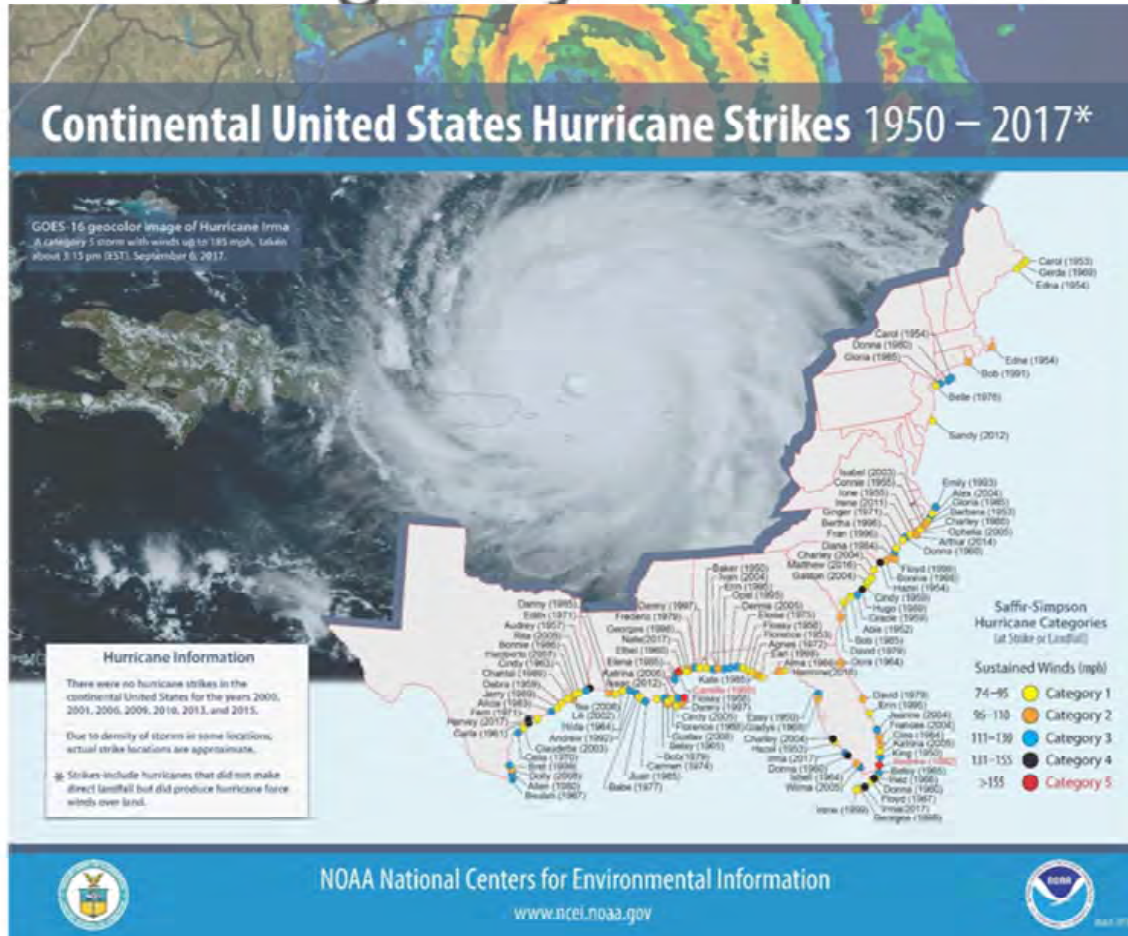 Continental United States Hurricane Strikes 1950 – 2017*
GOES-16 geocolor image of Hurricane Irma
A category 5 storm with winds up to 185 mph, taken
about 3:15 pm (EST), September 6, 2017.
Carol (1953)
Gerda (1969)
Edna (1954)
Carol (1954)
Donna (1960)
Gloria (1985)
Edna (1954)
Bob (1991)
Belle (1976)
Sandy (2012)
Isabel (2003)
Connie (1955)
Ione (1955)
Irene (2011)
Ginger (1971)
Bertha (1996)
Fran (1996)
Diana (1984)
Charley (2004)
Matthew (2016)
Gaston (2004)
Emily (1993)
Alex (2004)
Gloria (1985)
Barbara (1953)
Charley (1986)
Ophelia (2005)
Arthur (2014)
Donna (1960)
Floyd (1999)
Bonnie (1998)
Hazel (1954)
Cindy (1959)
Hugo (1989)
Gracie (1959)
Able (1952)
Bob (1985)
David (1979)
Dora (1964)
Baker (1950)
Ivan (2004)
Erin (1995)
Opal (1995)
Danny (1997)
Frederic (1979)
Dennis (2005)
Eloise (1975)
Georges (1998)
Nate(2017)
Ethel (1960)
Elena (1985)
Katrina (2005)
Isaac (2012)
Flossy (1956)
Florence (1953)
Agnes (1972)
Earl (1998)
Alma (1966)
Hermine(2016)
Kate (1985)
Camille (1969)
Flossy (1956)
Danny (1997)
Cindy (2005)
Florence (1988)
Gustav (2008)
Betsy (1965)
Bob(1979)
Carmen (1974)
Juan (1985)
Babe (1977)
Danny (1985)
Edith (1971)
Audrey (1957)
Rita (2005)
Bonnie (1986)
Humberto (2007)
Cindy (1963)
Chantal (1989)
Debra (1959)
Jerry (1989)
Alicia (1983)
Fern (1971)
Harvey (2017)
Carla (1961)
Ike (2008)
Lili (2002)
Hilda (1964)
Andrew (1992)
Claudette (2003)
Celia (1970)
Bret (1999)
Dolly (2008)
Allen (1980)
Beulah (1967)
Easy (1950)
Charley (2004)
Hazel (1953)
Irma (2017)
Donna (1960)
Isbell (1964)
Wilma (2005)
Irene (1999)
David (1979)
Erin (1995)
Jeanne (2004)
Frances (2004)
Cleo (1964)
Katrina (2005)
King (1950)
Andrew (1992)
Betsy (1965)
Inez (1966)
Donna (1960)
Floyd (1987)
Irma(2017)
Georges (1998)
Hurricane Information
There were no hurricane strikes in the
continental United States for the years 2000,
2001, 2006, 2009, 2010, 2013, and 2015.
Due to density of storms in some locations,
actual strike locations are approximate.
* Strikes include hurricanes that did not make
direct landfall but did produce hurricane force
winds over land.
Saffir-Simpson
Hurricane Categories
(at Strike or Landfall)
Sustained Winds (mph)
74–95 Category 1
96–110 Category 2
111–130 Category 3
131–155 Category 4
>155 Category 5
NOAA National Centers for Environmental Information
www.ncei.noaa.gov
NOAA